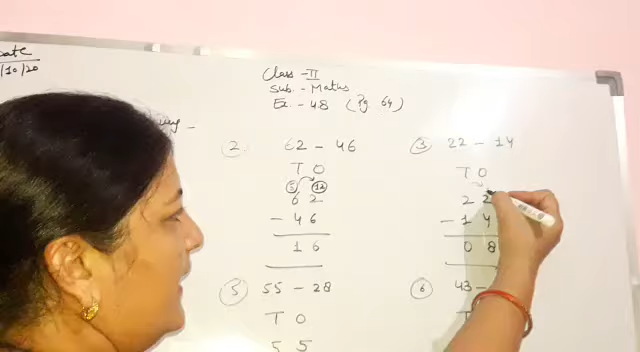 Date
/10/20
Class - II
Sub. - Maths
Ex. - 48 (Pg. 64)
2. 62 - 46
T O
5 12
6 2
- 4 6
1 6
3 22 - 14
T O
2 2
- 1 4
0 8
5 55 - 28
T O
5 5
6 43 -
T